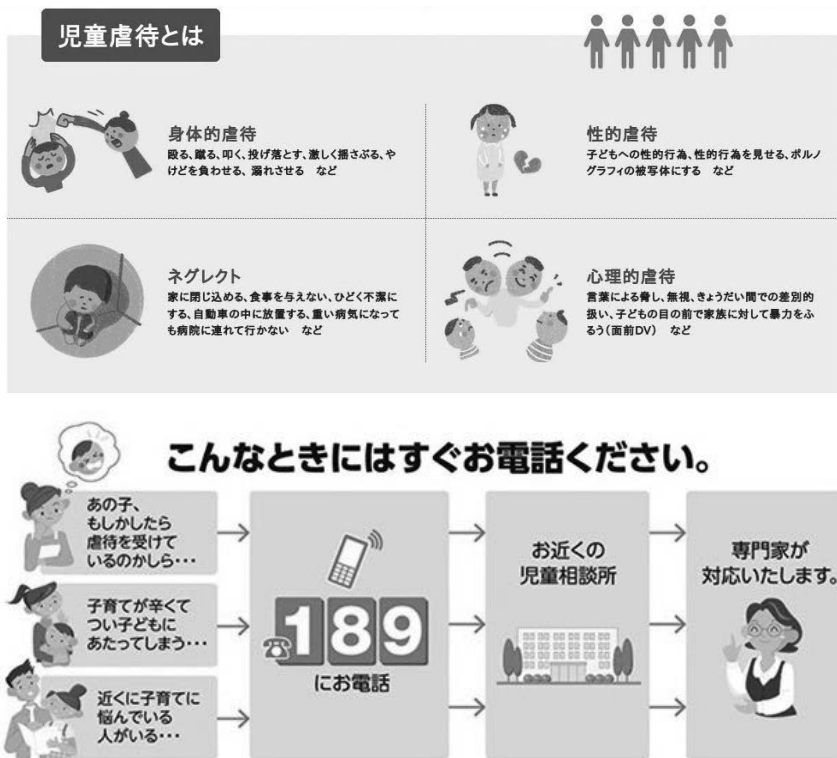 児童虐待とは
身体的虐待
殴る、蹴る、叩く、投げ落とす、激しく揺さぶる、や
けどを負わせる、溺れさせる　など
性的虐待
子どもへの性的行為、性的行為を見せる、ポルノ
グラフィの被写体にする　など
ネグレクト
家に閉じ込める、食事を与えない、ひどく不潔に
する、自動車の中に放置する、重い病気になって
も病院に連れて行かない　など
心理的虐待
言葉による脅し、無視、きょうだい間での差別的
扱い、子どもの目の前で家族に対して暴力をふ
るう（面前DV）　など
こんなときにはすぐお電話ください。
あの子、
もしかしたら
虐待を受けて
いるのかしら・・・
子育てが辛くて
つい子どもに
あたってしまう・・・
近くに子育てに
悩んでいる
人がいる・・・
189
にお電話
お近くの
児童相談所
専門家が
対応いたします。